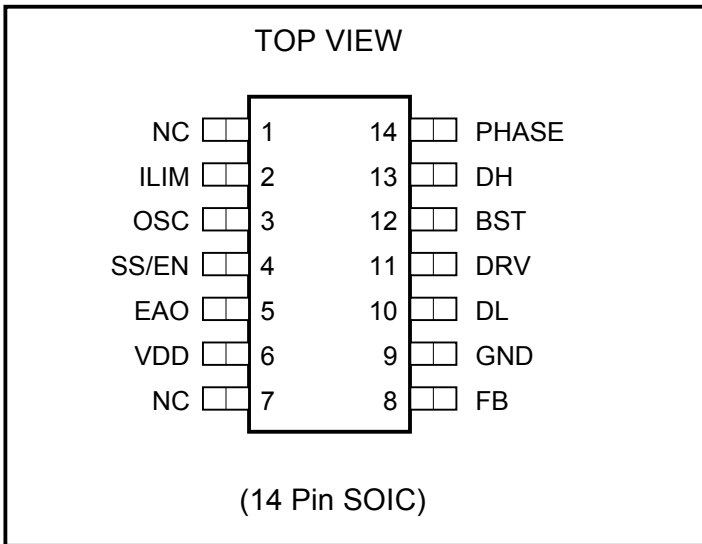 TOP VIEW
NC 1 14 PHASE
ILIM 2 13 DH
OSC 3 12 BST
SS/EN 4 11 DRV
EAO 5 10 DL
VDD 6 9 GND
NC 7 8 FB
(14 Pin SOIC)